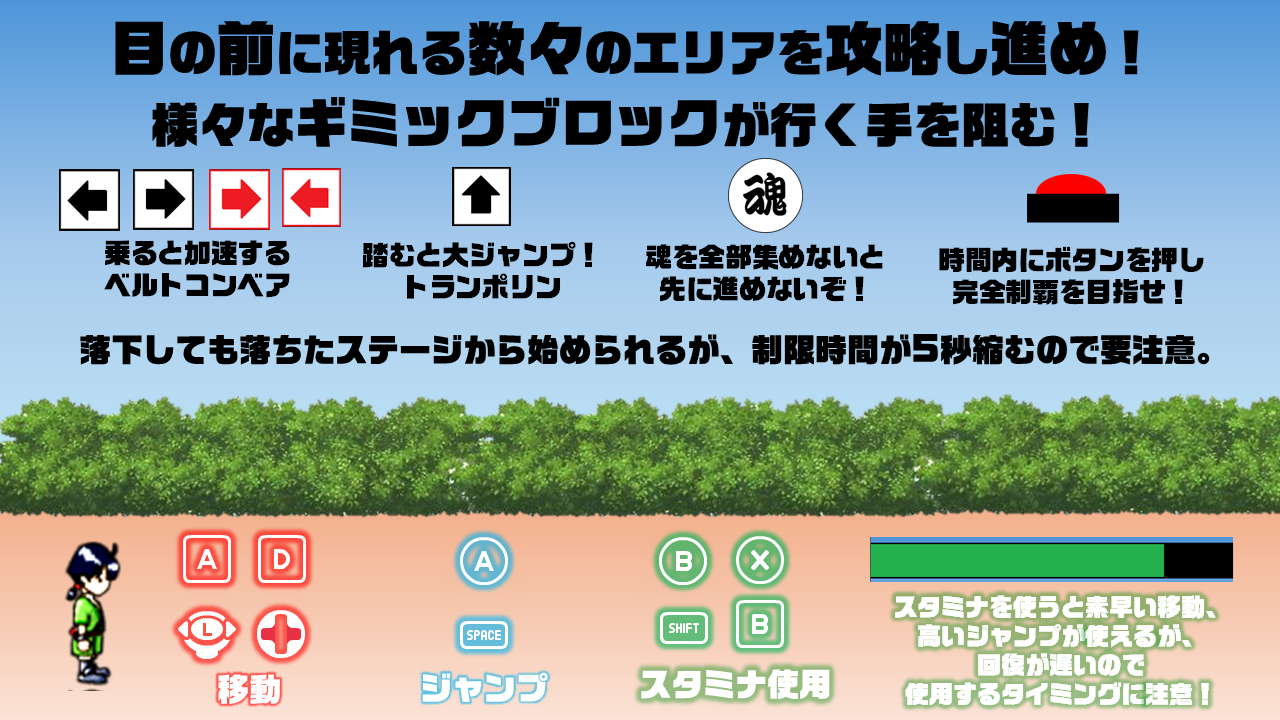 目の前に現れる数々のエリアを攻略し進め！
様々なギミックブロックが行く手を阻む！
魂
乗ると加速する
ベルトコンベア
踏むと大ジャンプ！
トランポリン
魂を全部集めないと
先に進めないぞ！
時間内にボタンを押し
完全制覇を目指せ！
落下しても落ちたステージから始められるが、制限時間が5秒縮むので要注意。
A D
L
移動
A
SPACE
ジャンプ
B X
SHIFT B
スタミナ使用
スタミナを使うと素早い移動、
高いジャンプが使えるが、
回復が遅いので
使用するタイミングに注意！